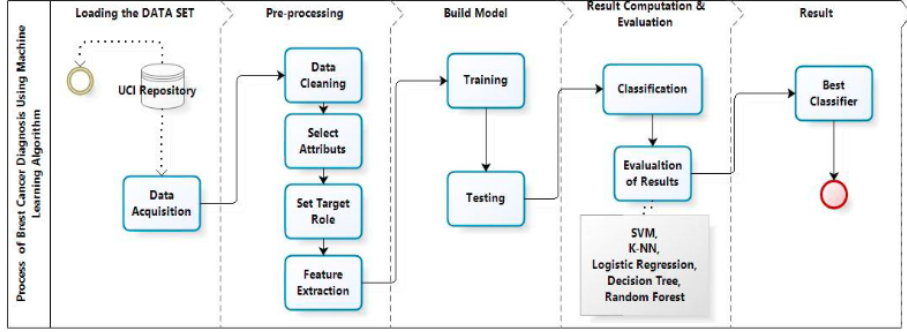 Process of Brest Cancer Diagnosis Using Machine
Learning Algorithm
Loading the DATA SET
UCI Repository
Data
Acquisition
Pre-processing
Data
Cleaning
Select
Attributs
Set Target
Role
Feature
Extraction
Build Model
Training
Testing
Result Computation &
Evaluation
Classification
Evalualtion
of Results
SVM,
K-NN,
Logistic Regression,
Decision Tree,
Random Forest
Result
Best
Classifier